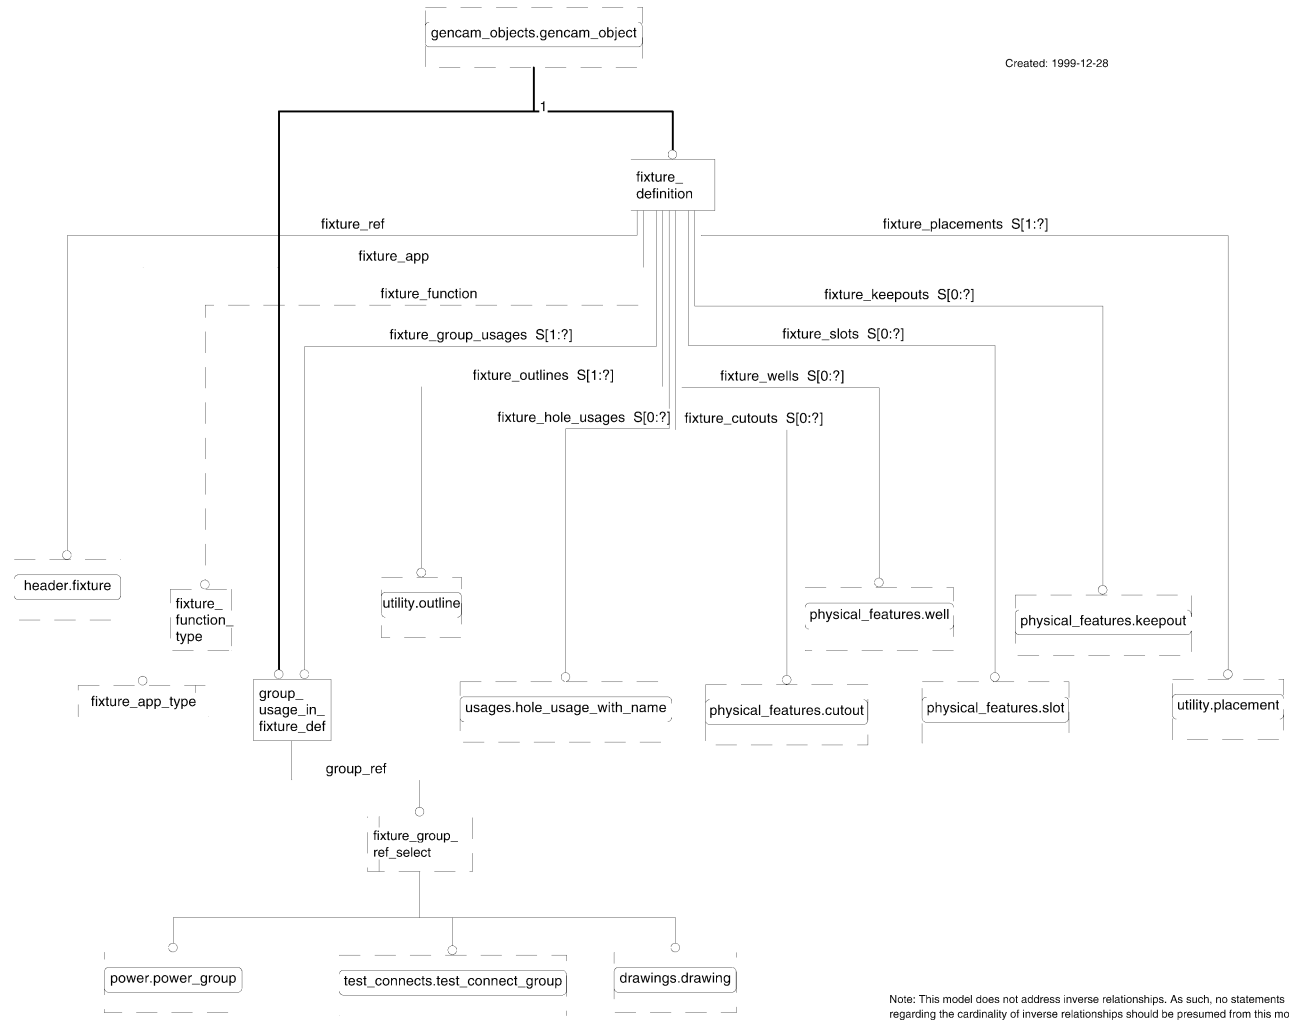 gencam_objects.gencam_object
Created: 1999-12-28
1
fixture_
definition
fixture_ref
fixture_placements S[1:?]
fixture_app
fixture_function
fixture_keepouts S[0:?]
fixture_group_usages S[1:?]
fixture_slots S[0:?]
fixture_outlines S[1:?]
fixture_wells S[0:?]
fixture_hole_usages S[0:?]
fixture_cutouts S[0:?]
header.fixture
fixture_
function_
type
utility.outline
physical_features.well
physical_features.keepout
fixture_app_type
group_
usage_in_
fixture_def
usages.hole_usage_with_name
physical_features.cutout
physical_features.slot
utility.placement
group_ref
fixture_group_
ref_select
power.power_group
test_connects.test_connect_group
drawings.drawing
Note: This model does not address inverse relationships. As such, no statements
regarding the cardinality of inverse relationships should be presumed from this mo